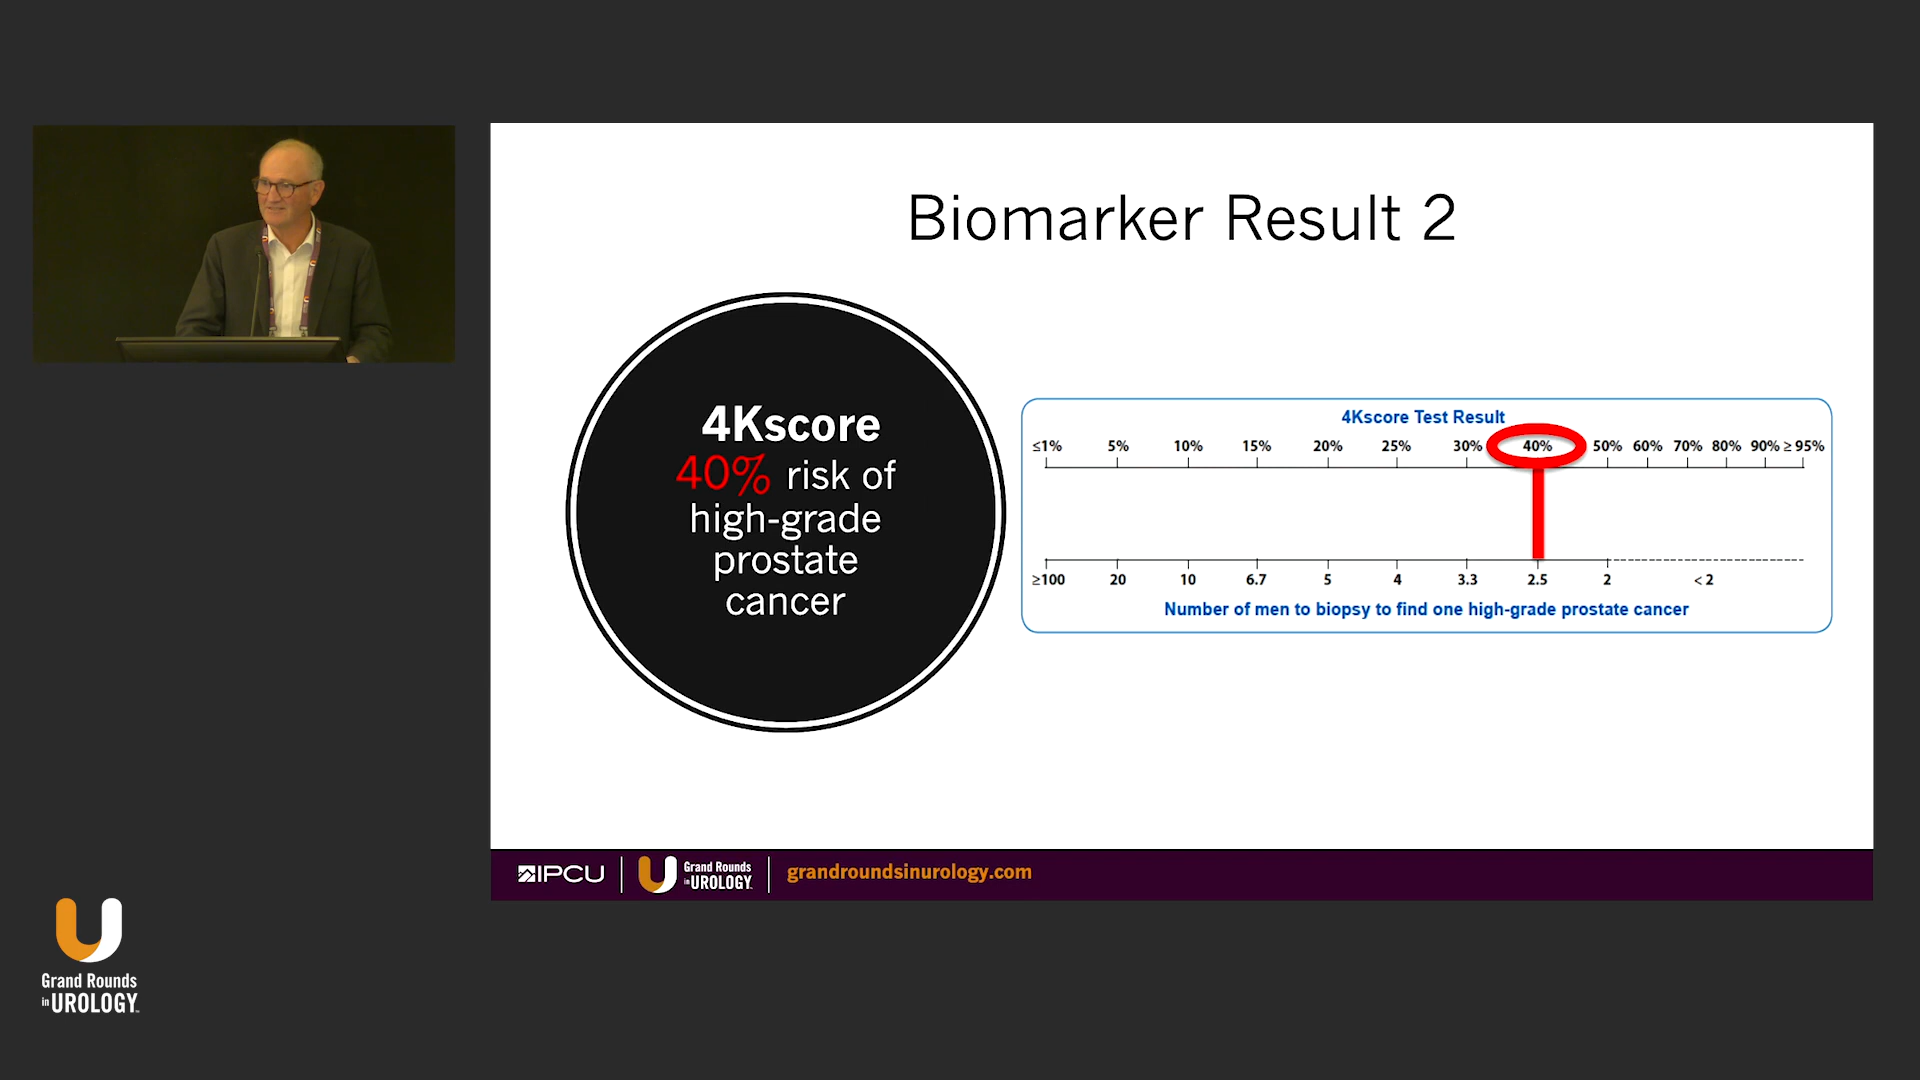 Biomarker Result 2
4Kscore
40% risk of
high-grade
prostate
cancer
4Kscore Test Result
≤1% 5% 10% 15% 20% 25% 30% 40% 50% 60% 70% 80% 90% ≥ 95%
≥100 20 10 6.7 5 4 3.3 2.5 2 < 2
Number of men to biopsy to find one high-grade prostate cancer
IPCU
Grand Rounds
in UROLOGY
grandroundsinurology.com
Grand Rounds
in UROLOGY